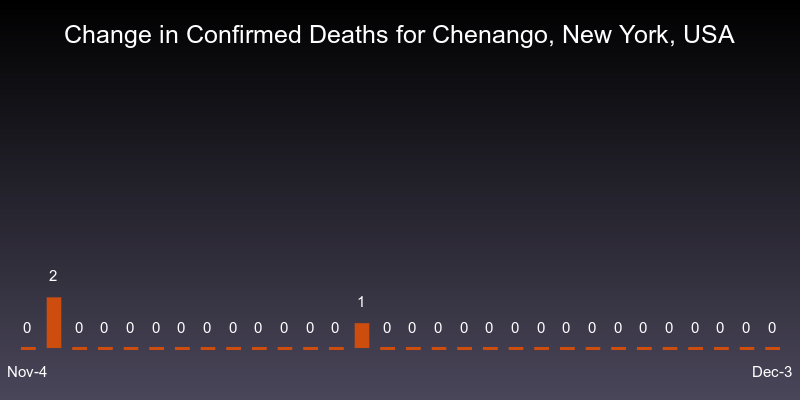 Change in Confirmed Deaths for Chenango, New York, USA
2
1
0 0 0 0 0 0 0 0 0 0 0 0 0 0 0 0 0 0 0 0 0 0 0 0 0 0 0 0
Nov-4 Dec-3